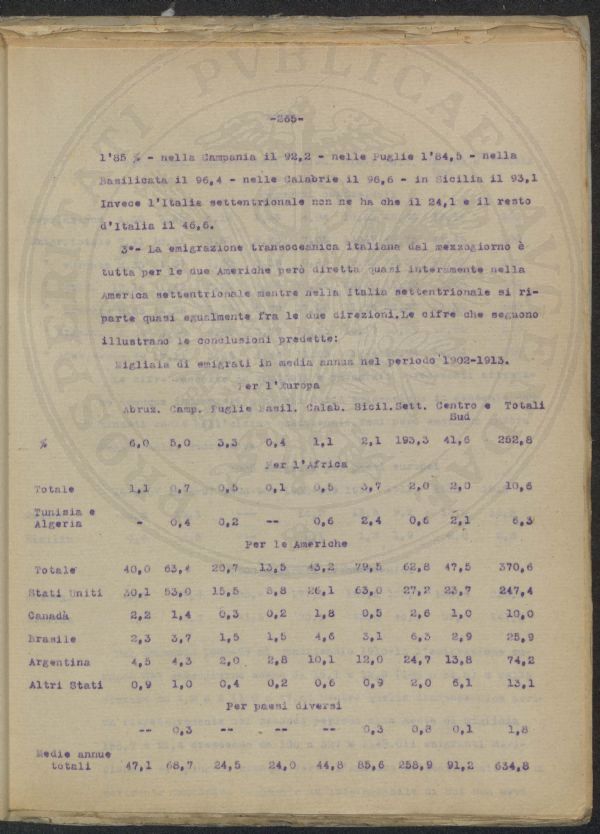 -265-
l'85 % - nella Campania il 92,2 - nelle Puglie l'84,5 - nella
Basilicata il 96,4 - nelle Calabrie il 96,6 - in Sicilia il 93,1
Invece l'Italia settentrionale non ne ha che il 24,1 e il resto
d'Italia il 46,6.
3°- La emigrazione transoceanica italiana dal mezzogiorno è
tutta per le due Americhe però diretta quasi interamente nella
America settentrionale mentre nella Italia settentrionale si ri-
parte quasi egualmente fra le due direzioni.Le cifre che seguono
illustrano le conclusioni predette:
Migliaia di emigrati in media annua nel periodo 1902-1913.
Per l'Europa
Abruz. Camp. Puglie Basil. Calab. Sicil.Sett. Centro e Totali
Sud
% 6,0 5,0 3,3 0,4 1,1 2,1 193,3 41,6 252,8
Per l'Africa
Totale 1,1 0,7 0,5 0,1 0,5 3,7 2,0 2,0 10,6
Tunisia e
Algeria - 0,4 0,2 -- 0,6 2,4 0,6 2,1 6,3
Per le Americhe
Totale 40,0 63,4 20,7 13,5 43,2 79,5 62,8 47,5 370,6
Stati Uniti 30,1 53,0 15,5 8,8 26,1 63,0 27,2 23,7 247,4
Canadà 2,2 1,4 0,3 0,2 1,8 0,5 2,6 1,0 10,0
Brasile 2,3 3,7 1,5 1,5 4,6 3,1 6,3 2,9 25,9
Argentina 4,5 4,3 2,0 2,8 10,1 12,0 24,7 13,8 74,2
Altri Stati 0,9 1,0 0,4 0,2 0,6 0,9 2,0 6,1 13,1
Per paesi diversi
-- 0,3 -- -- -- 0,3 0,8 0,1 1,8
Medie annue
totali 47,1 68,7 24,5 24,0 44,8 85,6 258,9 91,2 634,8